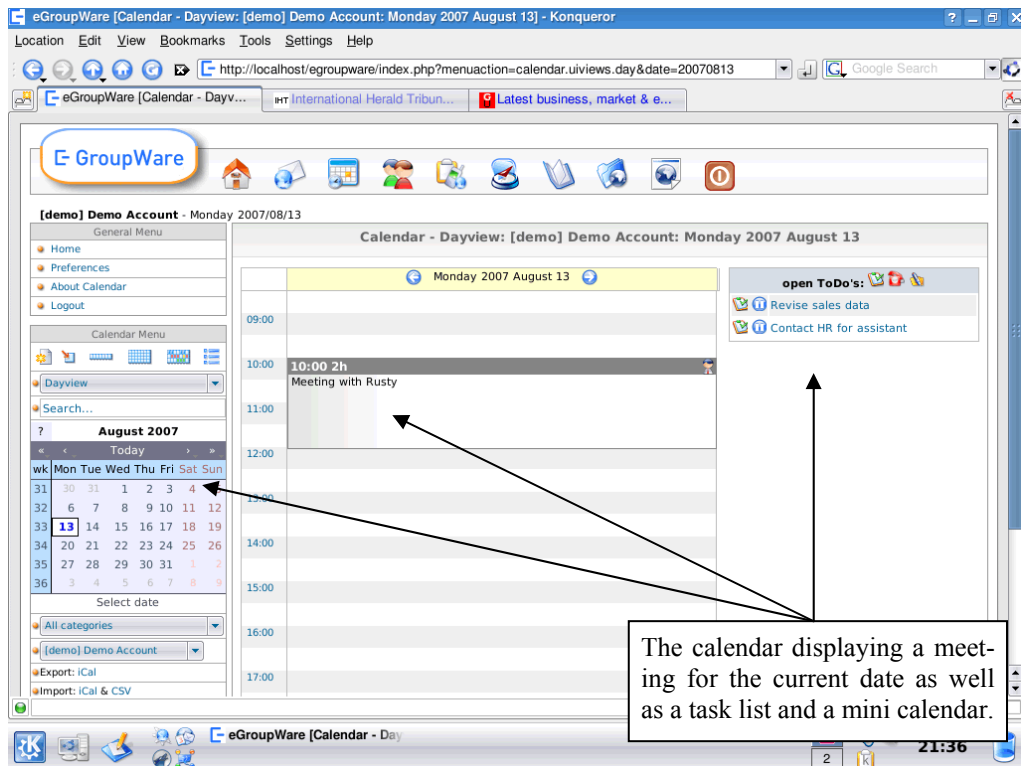 eGroupWare [Calendar - Dayview: [demo] Demo Account: Monday 2007 August 13] - Konqueror
Location Edit View Bookmarks Tools Settings Help
http://localhost/egroupware/index.php?menuaction=calendar.uiviews.day&date=20070813
Google Search
eGroupWare [Calendar - Dayv...
IHT International Herald Tribun...
Latest business, market & e...
GroupWare
[demo] Demo Account - Monday 2007/08/13
General Menu
Home
Preferences
About Calendar
Logout
Calendar Menu
Dayview
Search...
? August 2007
« ‹ Today › »
wk Mon Tue Wed Thu Fri Sat Sun
31 30 31 1 2 3 4
32 6 7 8 9 10 11 12
33 13 14 15 16 17 18 19
34 20 21 22 23 24 25 26
35 27 28 29 30 31 1 2
36 3 4 5 6 7 8 9
Select date
All categories
[demo] Demo Account
Export: iCal
Import: iCal & CSV
Calendar - Dayview: [demo] Demo Account: Monday 2007 August 13
Monday 2007 August 13
09:00
10:00
10:00 2h
Meeting with Rusty
11:00
12:00
13:00
14:00
15:00
16:00
17:00
open ToDo's:
Revise sales data
Contact HR for assistant
The calendar displaying a meet-
ing for the current date as well
as a task list and a mini calendar.
eGroupWare [Calendar - Day
2
21:36